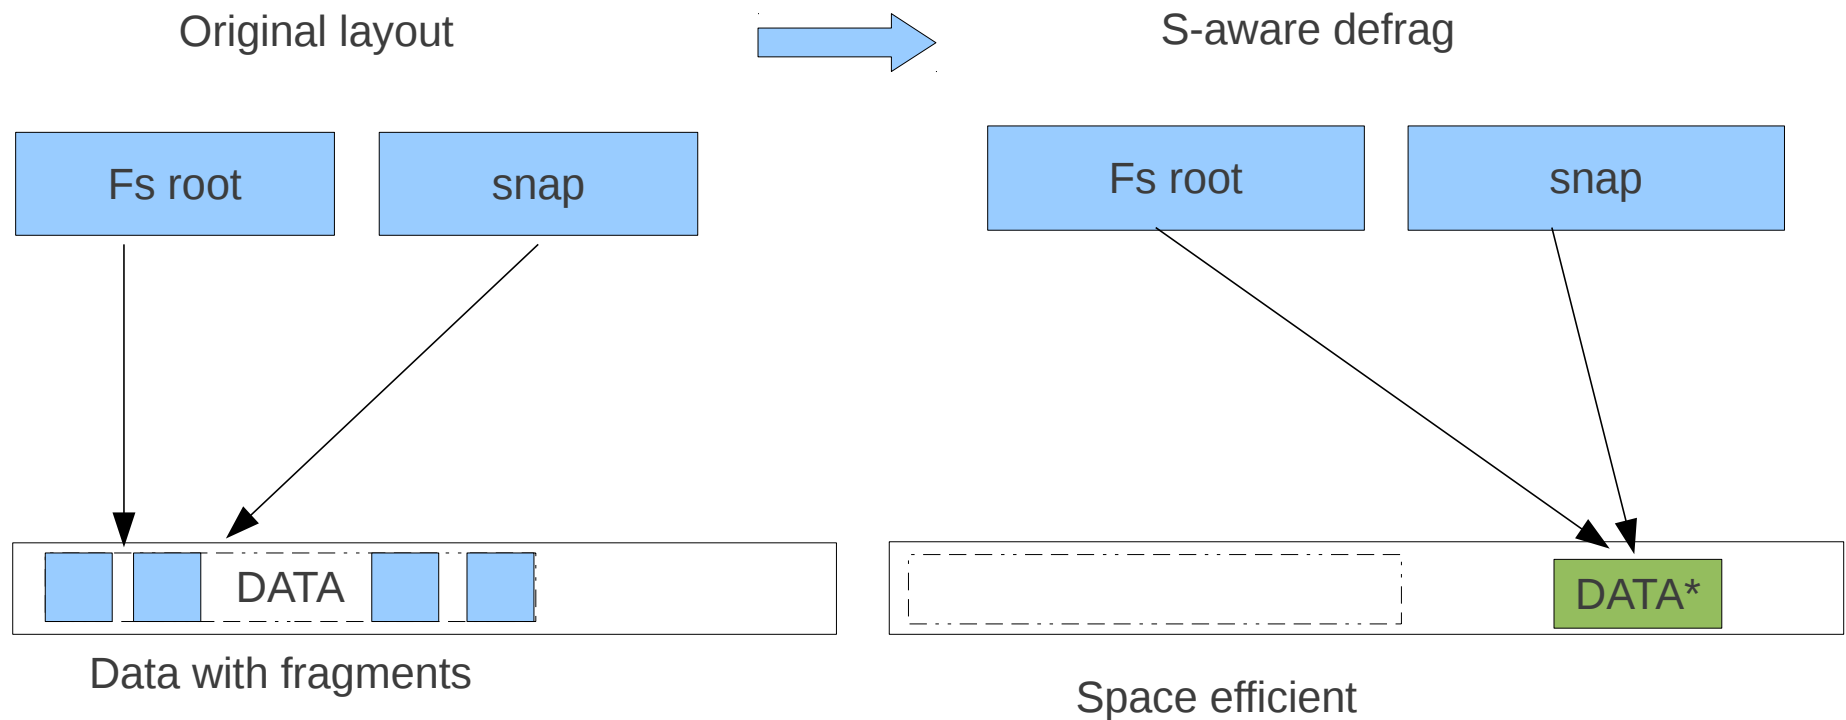 Original layout
S-aware defrag
Fs root
snap
Fs root
snap
DATA
DATA*
Data with fragments
Space efficient